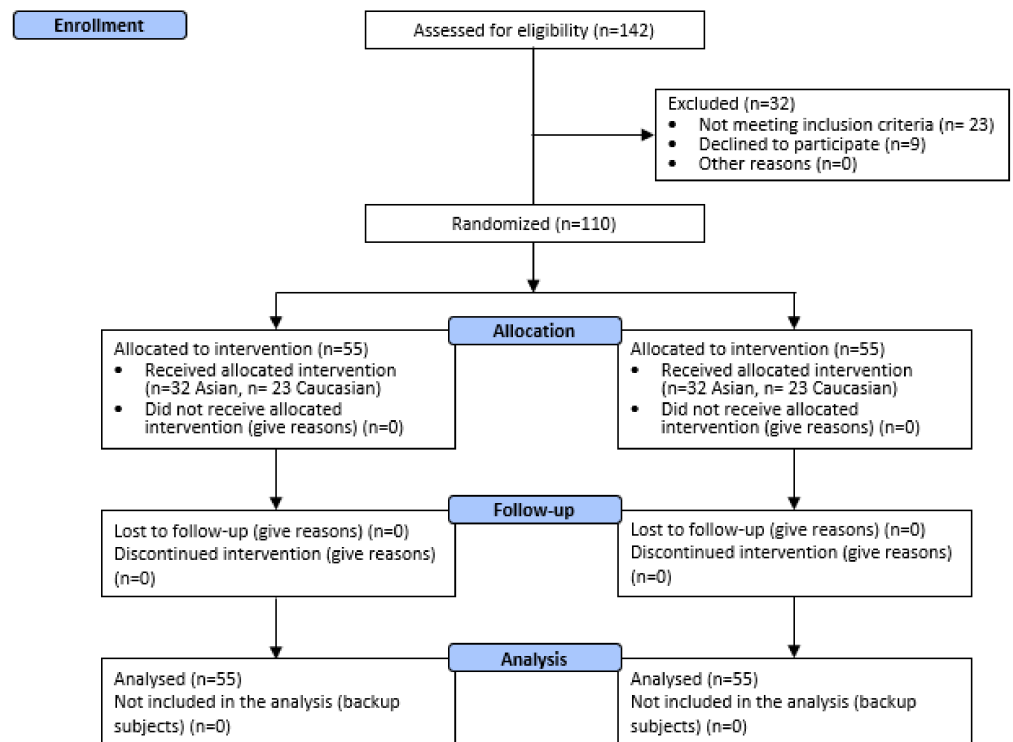 Enrollment
Assessed for eligibility (n=142)
Excluded (n=32)
• Not meeting inclusion criteria (n= 23)
• Declined to participate (n=9)
• Other reasons (n=0)
Randomized (n=110)
Allocation
Allocated to intervention (n=55)
• Received allocated intervention
(n=32 Asian, n= 23 Caucasian)
• Did not receive allocated
intervention (give reasons) (n=0)
Allocated to intervention (n=55)
• Received allocated intervention
(n=32 Asian, n= 23 Caucasian)
• Did not receive allocated
intervention (give reasons) (n=0)
Follow-up
Lost to follow-up (give reasons) (n=0)
Discontinued intervention (give reasons)
(n=0)
Lost to follow-up (give reasons) (n=0)
Discontinued intervention (give reasons)
(n=0)
Analysis
Analysed (n=55)
Not included in the analysis (backup
subjects) (n=0)
Analysed (n=55)
Not included in the analysis (backup
subjects) (n=0)